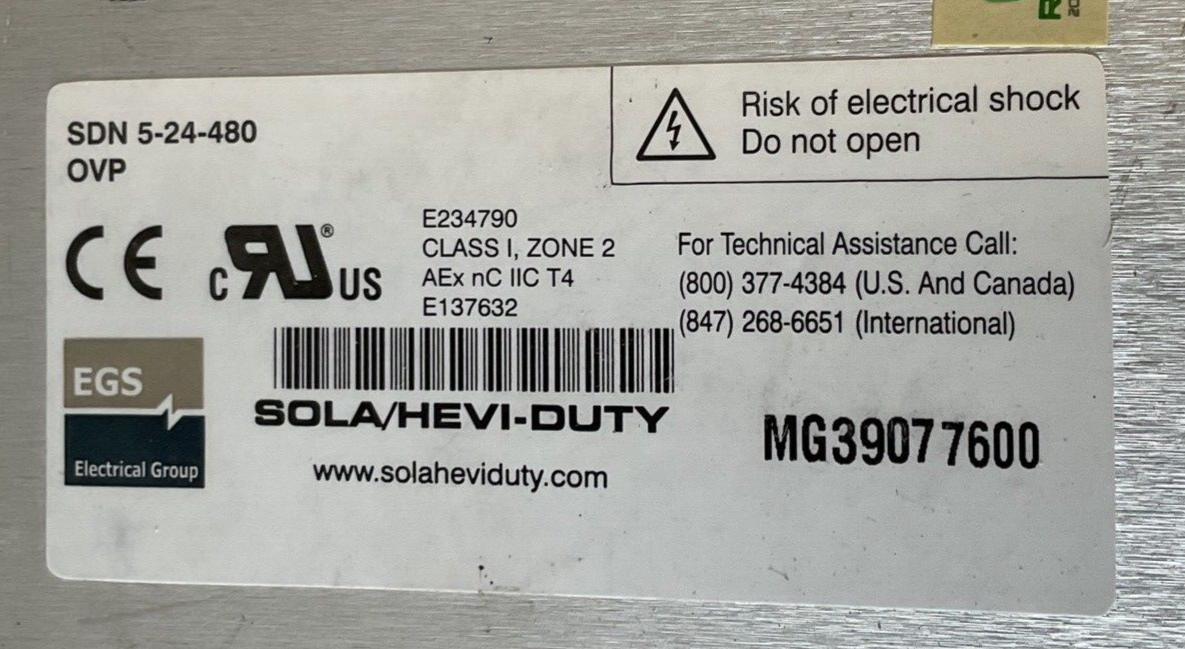 SDN 5-24-480
OVP
Risk of electrical shock
Do not open
CE
c RU® US
E234790
CLASS I, ZONE 2
AEx nC IIC T4
E137632
For Technical Assistance Call:
(800) 377-4384 (U.S. And Canada)
(847) 268-6651 (International)
EGS
Electrical Group
SOLA/HEVI-DUTY
www.solaheviduty.com
MG39077600